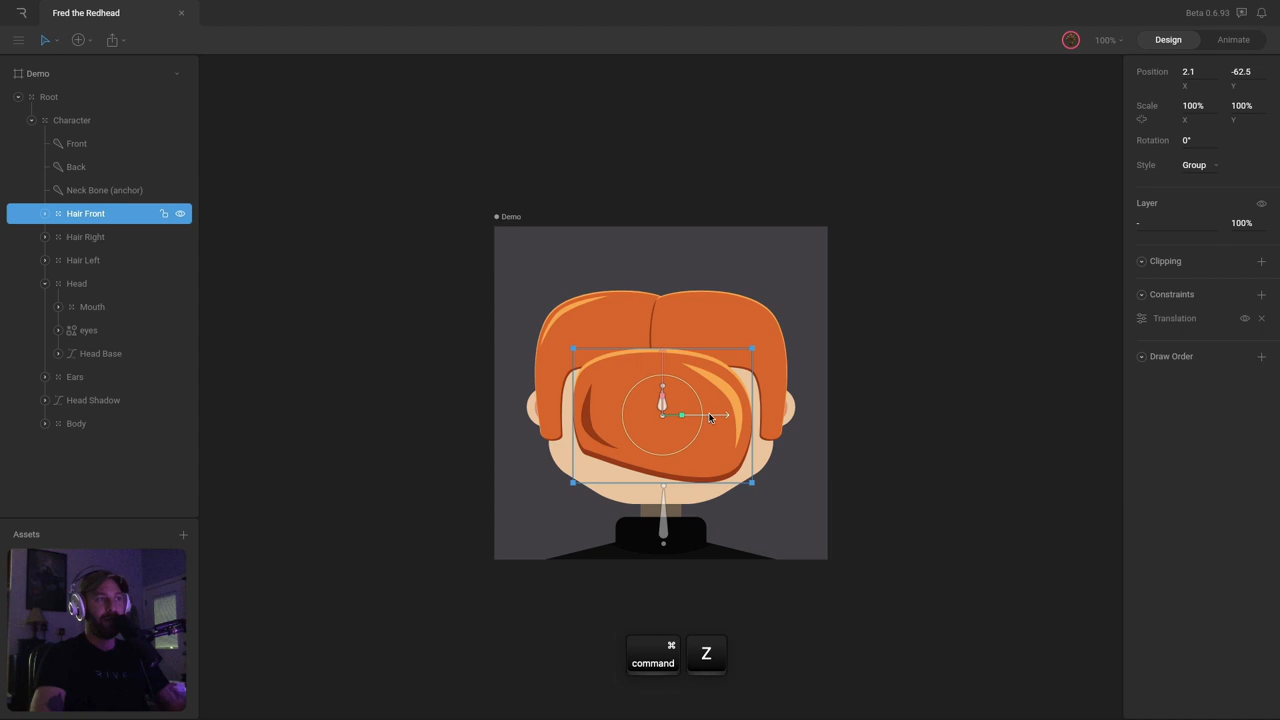 Fred the Redhead
Beta 0.6.93
100%
Design
Animate
Demo
Root
Character
Front
Back
Neck Bone (anchor)
Hair Front
Hair Right
Hair Left
Head
Mouth
eyes
Head Base
Ears
Head Shadow
Body
Assets
Demo
⌘
command
Z
Position 2.1 -62.5
X Y
Scale 100% 100%
X Y
Rotation 0°
Style Group
Layer
- 100%
Clipping
Constraints
Translation
Draw Order